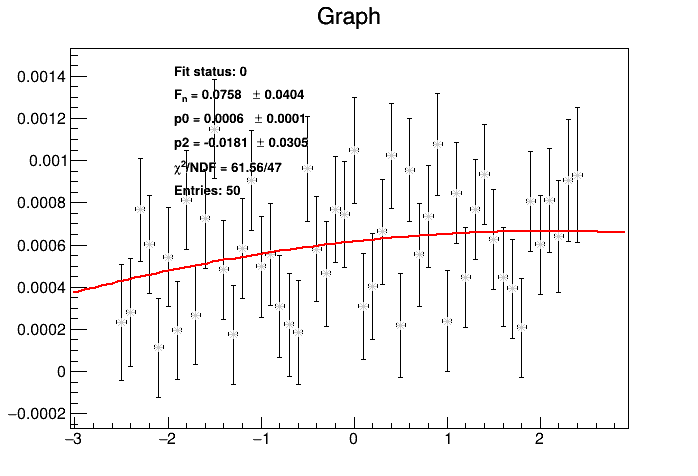 Graph
Fit status: 0
Fn = 0.0758 ± 0.0404
p0 = 0.0006 ± 0.0001
p2 = -0.0181 ± 0.0305
χ²/NDF = 61.56/47
Entries: 50
0.0014
0.0012
0.001
0.0008
0.0006
0.0004
0.0002
0
−0.0002
−3 −2 −1 0 1 2